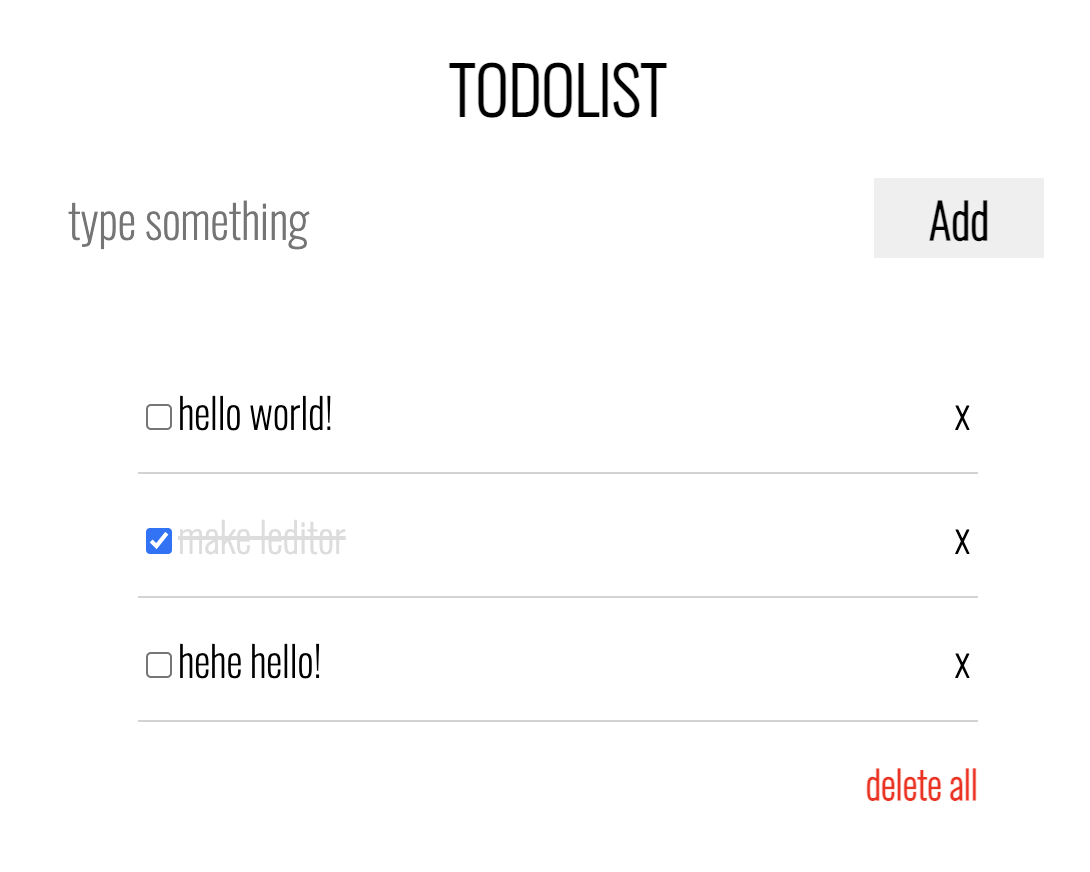 TODOLIST
type something
Add
hello world!
x
make leditor
x
hehe hello!
x
delete all